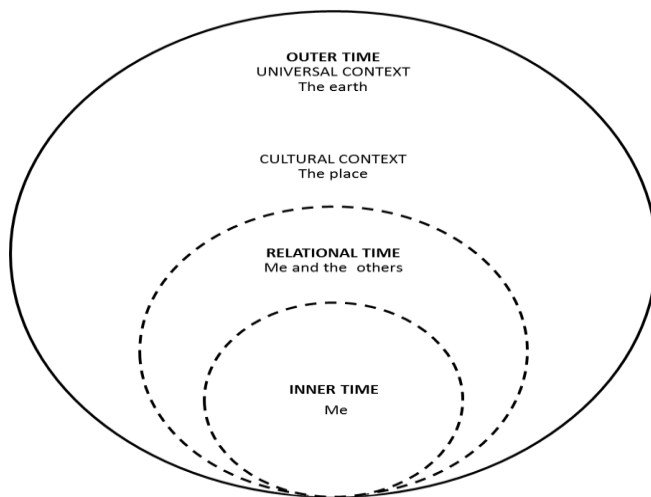 OUTER TIME
UNIVERSAL CONTEXT
The earth
CULTURAL CONTEXT
The place
RELATIONAL TIME
Me and the others
INNER TIME
Me